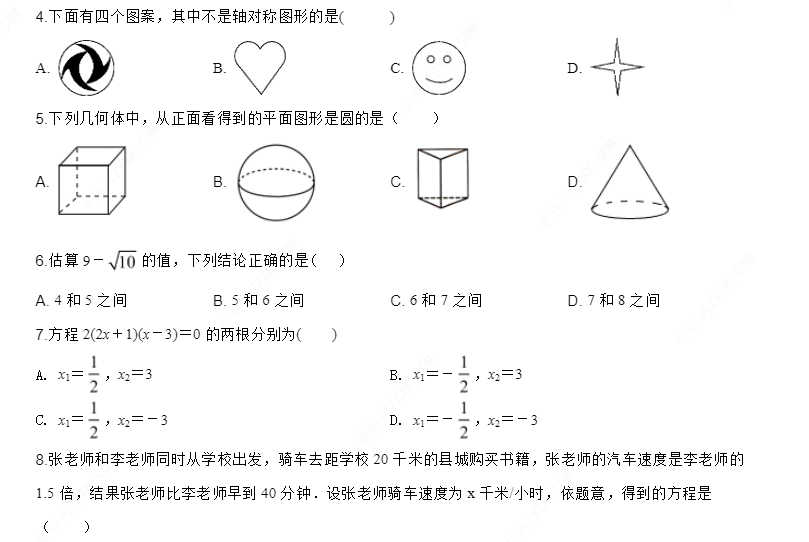 4.下面有四个图案，其中不是轴对称图形的是(　　)
A. B. C. D.
5.下列几何体中，从正面看得到的平面图形是圆的是（　　）
A. B. C. D.
6.估算 9－√10 的值，下列结论正确的是(　)
A. 4 和 5 之间 B. 5 和 6 之间 C. 6 和 7 之间 D. 7 和 8 之间
7.方程 2(2x＋1)(x－3)＝0 的两根分别为(　　)
A. x₁＝1/2，x₂＝3 B. x₁＝－1/2，x₂＝3
C. x₁＝1/2，x₂＝－3 D. x₁＝－1/2，x₂＝－3
8.张老师和李老师同时从学校出发，骑车去距学校 20 千米的县城购买书籍，张老师的汽车速度是李老师的
1.5 倍，结果张老师比李老师早到 40 分钟．设张老师骑车速度为 x 千米/小时，依题意，得到的方程是
（　　）